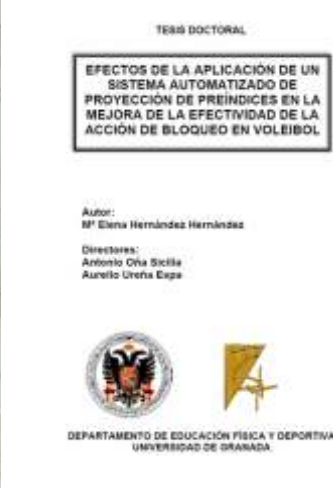 TESIS DOCTORAL
EFECTOS DE LA APLICACIÓN DE UN
SISTEMA AUTOMATIZADO DE
PROYECCIÓN DE PREÍNDICES EN LA
MEJORA DE LA EFECTIVIDAD DE LA
ACCIÓN DE BLOQUEO EN VOLEIBOL
Autor:
Mª Elena Hernández Hernández
Directores:
Antonio Oña Sicilia
Aurelio Ureña Espa
DEPARTAMENTO DE EDUCACIÓN FÍSICA Y DEPORTIVA
UNIVERSIDAD DE GRANADA